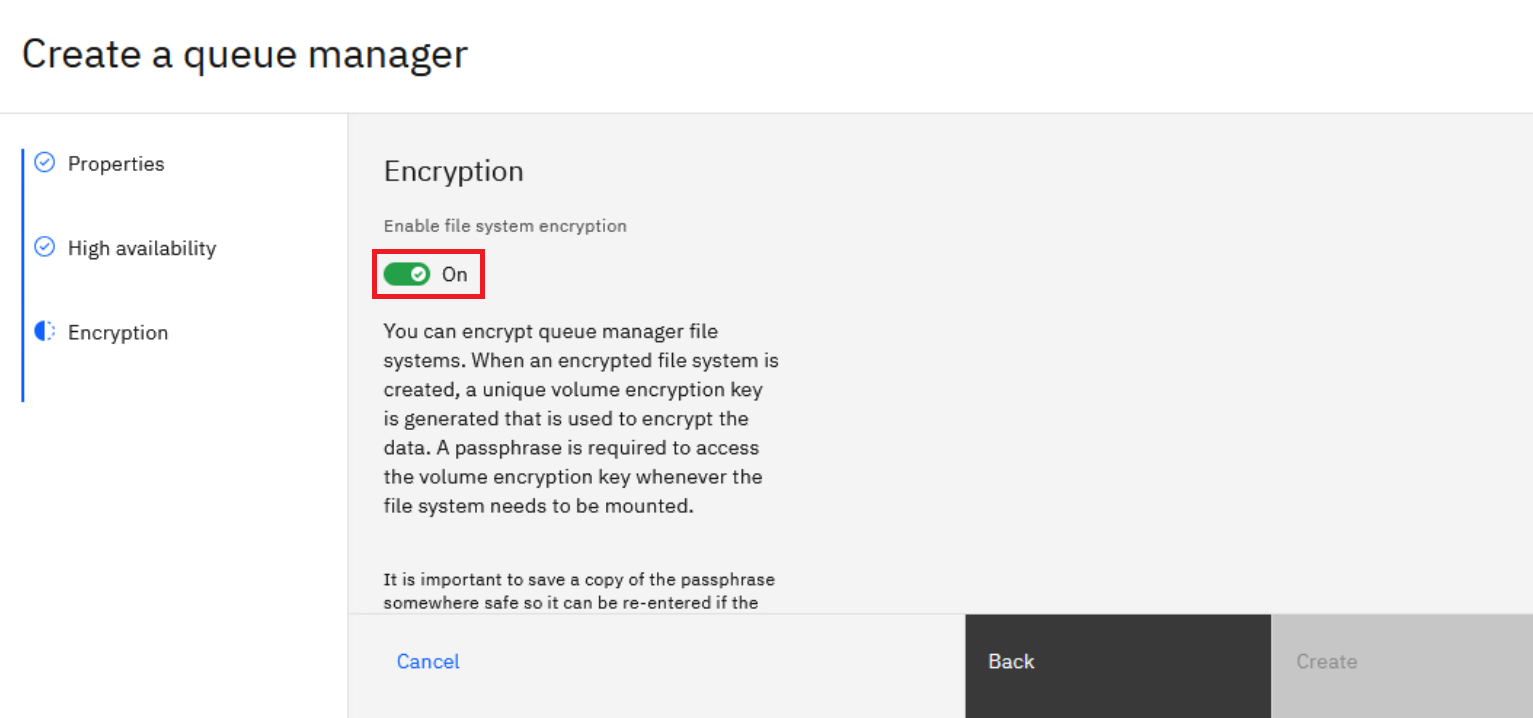 Create a queue manager
Properties
High availability
Encryption
Encryption
Enable file system encryption
On
You can encrypt queue manager file
systems. When an encrypted file system is
created, a unique volume encryption key
is generated that is used to encrypt the
data. A passphrase is required to access
the volume encryption key whenever the
file system needs to be mounted.
It is important to save a copy of the passphrase
somewhere safe so it can be re-entered if the
Cancel
Back
Create